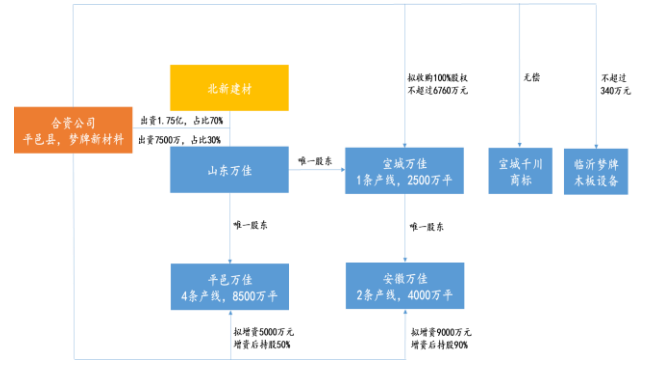 拟收购100%股权
不超过6760万元
无偿
不超过
340万元
北新建材
合资公司
平邑县，梦牌新材料
出资1.75亿，占比70%
出资7500万，占比30%
山东万佳
唯一股东
宣城万佳
1条产线，2500万平
宣城千川
商标
临沂梦牌
木板设备
唯一股东
唯一股东
平邑万佳
4条产线，8500万平
安徽万佳
2条产线，4000万平
拟增资5000万元
增资后持股50%
拟增资9000万元
增资后持股90%